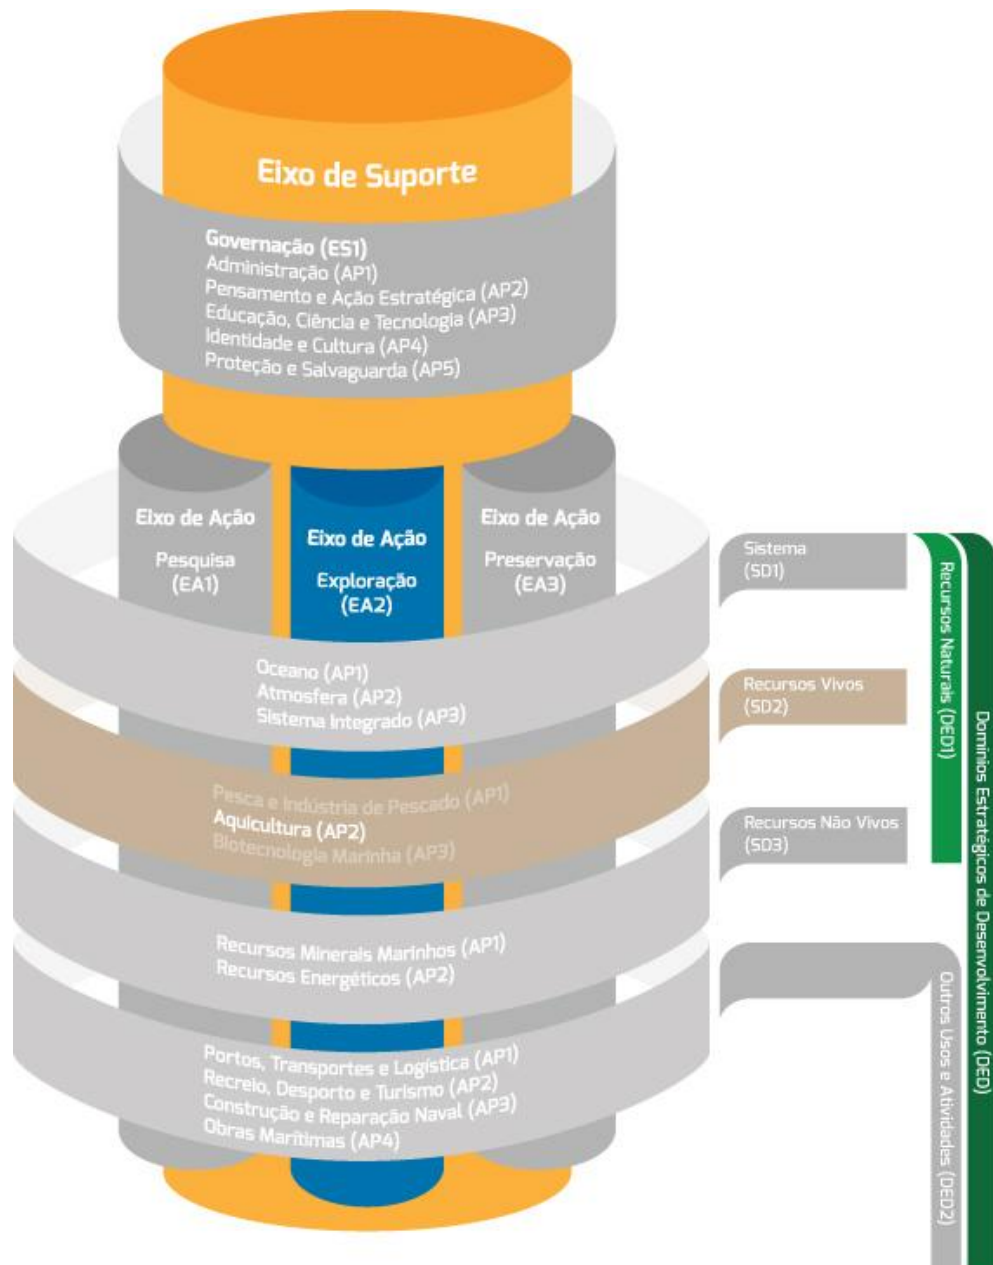 Eixo de Suporte
Governação (ES1)
Administração (AP1)
Pensamento e Ação Estratégica (AP2)
Educação, Ciência e Tecnologia (AP3)
Identidade e Cultura (AP4)
Proteção e Salvaguarda (AP5)
Eixo de Ação
Pesquisa
(EA1)
Eixo de Ação
Exploração
(EA2)
Eixo de Ação
Preservação
(EA3)
Oceano (AP1)
Atmosfera (AP2)
Sistema Integrado (AP3)
Pesca e Indústria de Pescado (AP1)
Aquicultura (AP2)
Biotecnologia Marinha (AP3)
Recursos Minerais Marinhos (AP1)
Recursos Energéticos (AP2)
Portos, Transportes e Logística (AP1)
Recreio, Desporto e Turismo (AP2)
Construção e Reparação Naval (AP3)
Obras Marítimas (AP4)
Sistema
(SD1)
Recursos Vivos
(SD2)
Recursos Não Vivos
(SD3)
Recursos Naturais (DED1)
Outros Usos e Atividades (DED2)
Domínios Estratégicos de Desenvolvimento (DED)